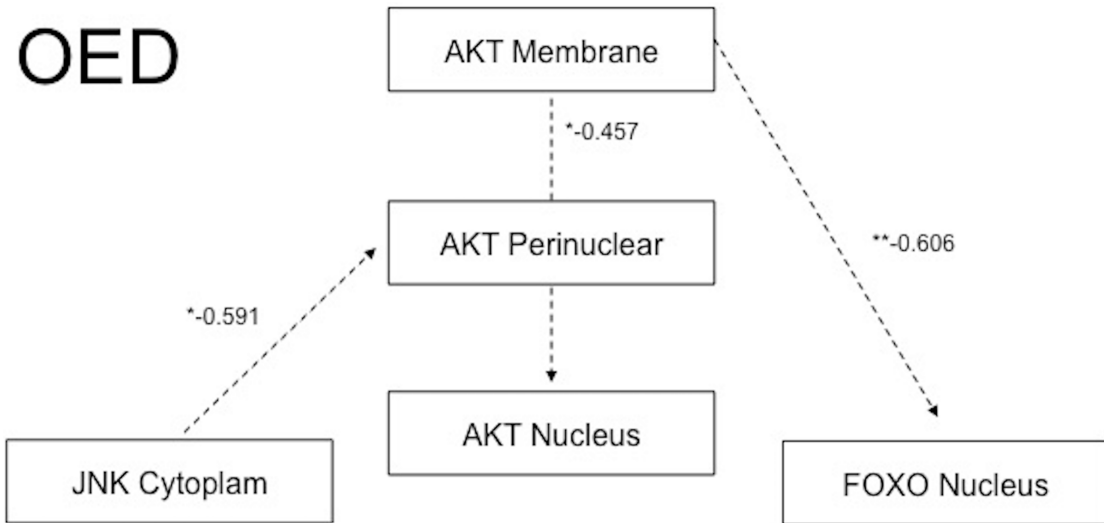 OED
AKT Membrane
*-0.457
AKT Perinuclear
**-0.606
*-0.591
AKT Nucleus
JNK Cytoplam
FOXO Nucleus